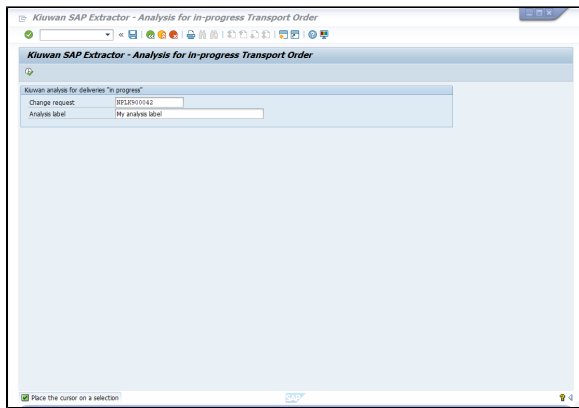 Kiuwan SAP Extractor - Analysis for in-progress Transport Order
Kiuwan SAP Extractor - Analysis for in-progress Transport Order
Kiuwan analysis for deliveries "in progress"
Change request NPLK900042
Analysis label My analysis label
Place the cursor on a selection
SAP